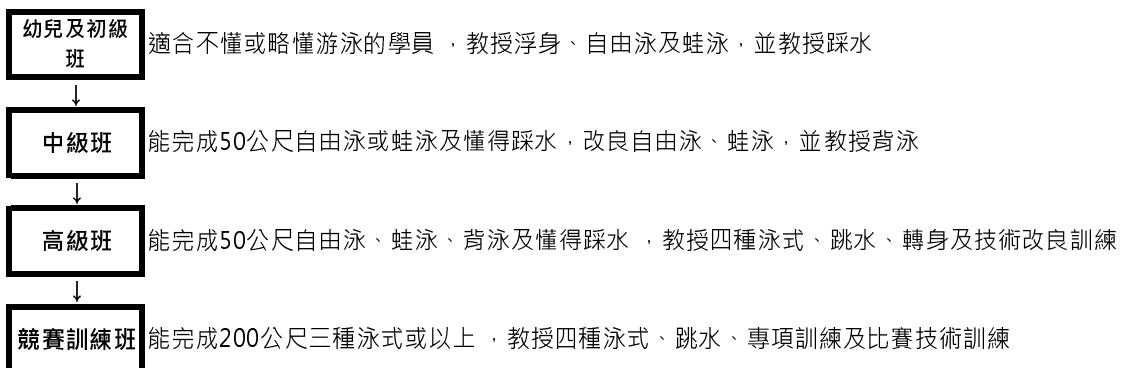 幼兒及初級
班
適合不懂或略懂游泳的學員 ，教授浮身、自由泳及蛙泳，並教授踩水
↓
中級班 能完成50公尺自由泳或蛙泳及懂得踩水，改良自由泳、蛙泳，並教授背泳
↓
高級班 能完成50公尺自由泳、蛙泳、背泳及懂得踩水 ，教授四種泳式、跳水、轉身及技術改良訓練
↓
競賽訓練班 能完成200公尺三種泳式或以上 ，教授四種泳式、跳水、專項訓練及比賽技術訓練